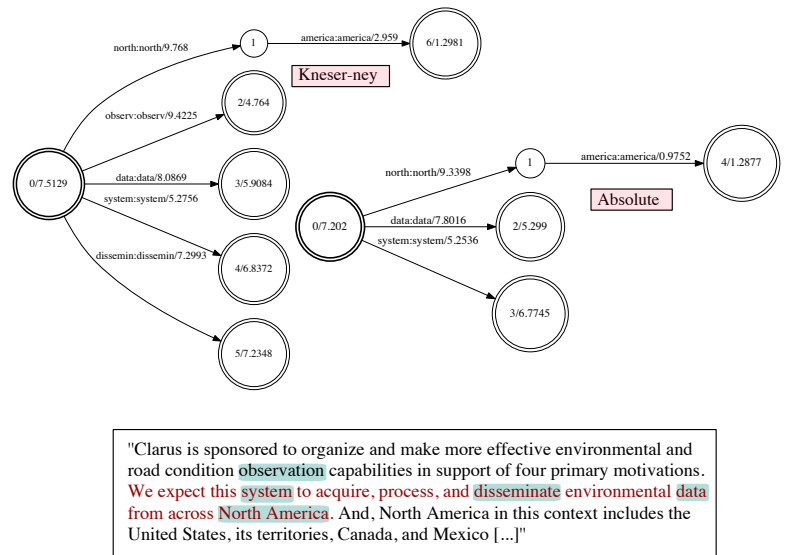 north:north/9.768
1
america:america/2.959
6/1.2981
Kneser-ney
observ:observ/9.4225
2/4.764
0/7.5129
data:data/8.0869
3/5.9084
system:system/5.2756
dissemin:dissemin/7.2993
4/6.8372
5/7.2348
north:north/9.3398
1
america:america/0.9752
4/1.2877
Absolute
0/7.202
data:data/7.8016
2/5.299
system:system/5.2536
3/6.7745
"Clarus is sponsored to organize and make more effective environmental and
road condition observation capabilities in support of four primary motivations.
We expect this system to acquire, process, and disseminate environmental data
from across North America. And, North America in this context includes the
United States, its territories, Canada, and Mexico [...]"